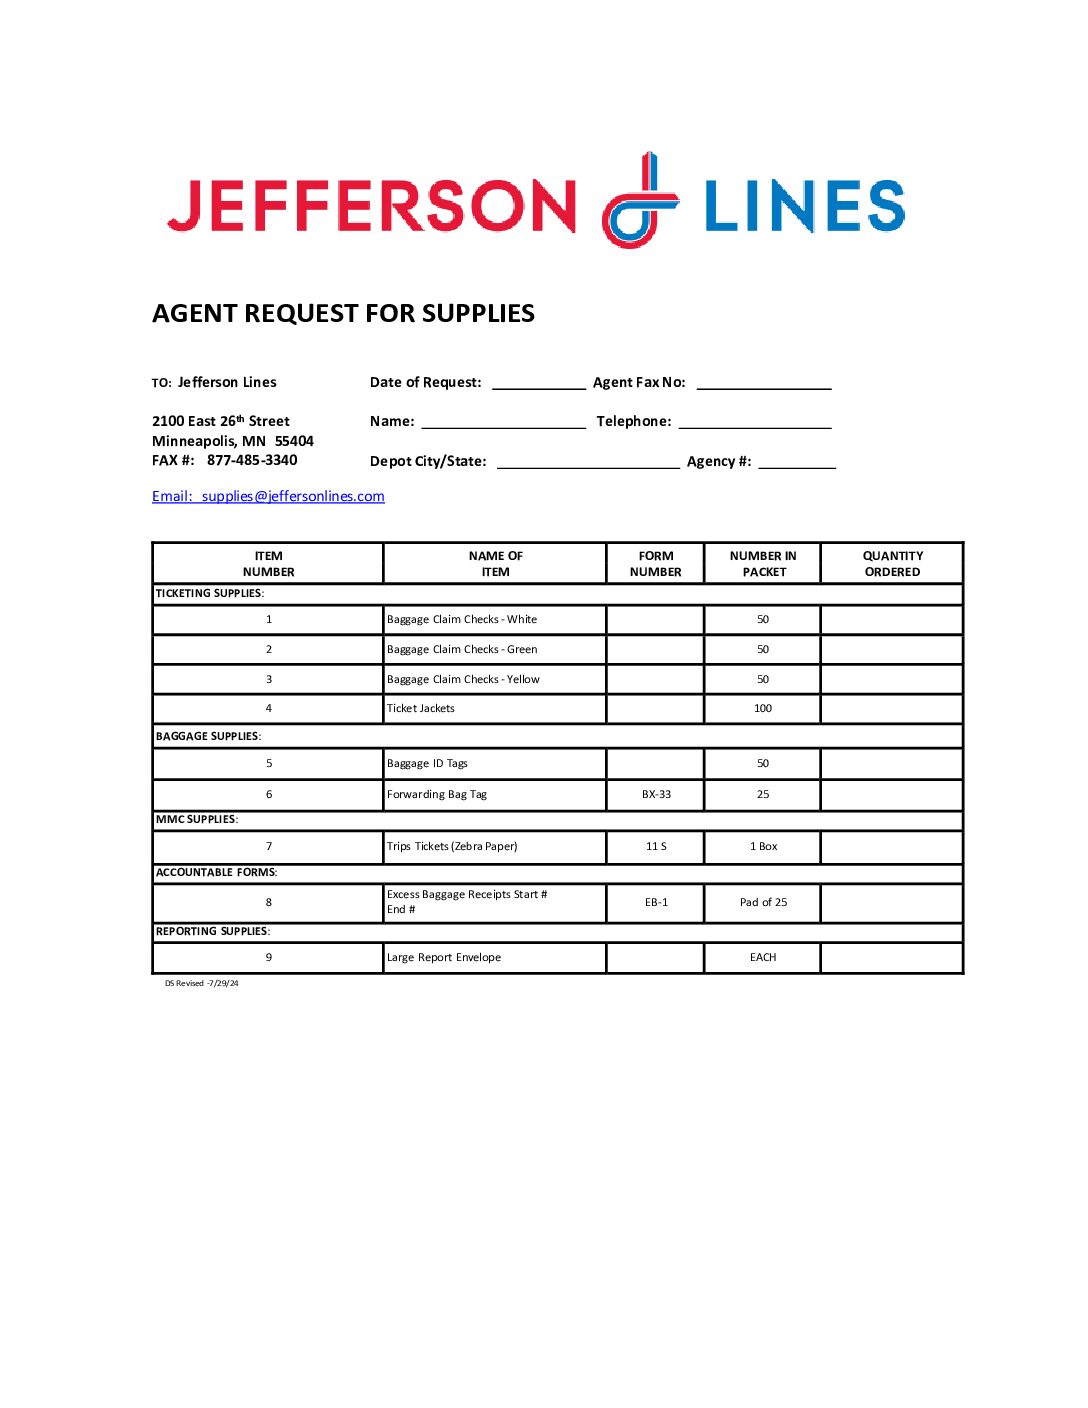 JEFFERSON LINES
AGENT REQUEST FOR SUPPLIES
TO: Jefferson Lines Date of Request: ____________ Agent Fax No: _________________
2100 East 26th Street Name: _____________________ Telephone: ____________________
Minneapolis, MN 55404
FAX #: 877-485-3340 Depot City/State: ________________________ Agency #: __________
Email: supplies@jeffersonlines.com
ITEM NUMBER NAME OF ITEM FORM NUMBER NUMBER IN PACKET QUANTITY ORDERED
TICKETING SUPPLIES:
1 Baggage Claim Checks - White 50
2 Baggage Claim Checks - Green 50
3 Baggage Claim Checks - Yellow 50
4 Ticket Jackets 100
BAGGAGE SUPPLIES:
5 Baggage ID Tags 50
6 Forwarding Bag Tag BX-33 25
MMC SUPPLIES:
7 Trips Tickets (Zebra Paper) 11 S 1 Box
ACCOUNTABLE FORMS:
8 Excess Baggage Receipts Start # End # EB-1 Pad of 25
REPORTING SUPPLIES:
9 Large Report Envelope EACH
DS Revised -7/29/24